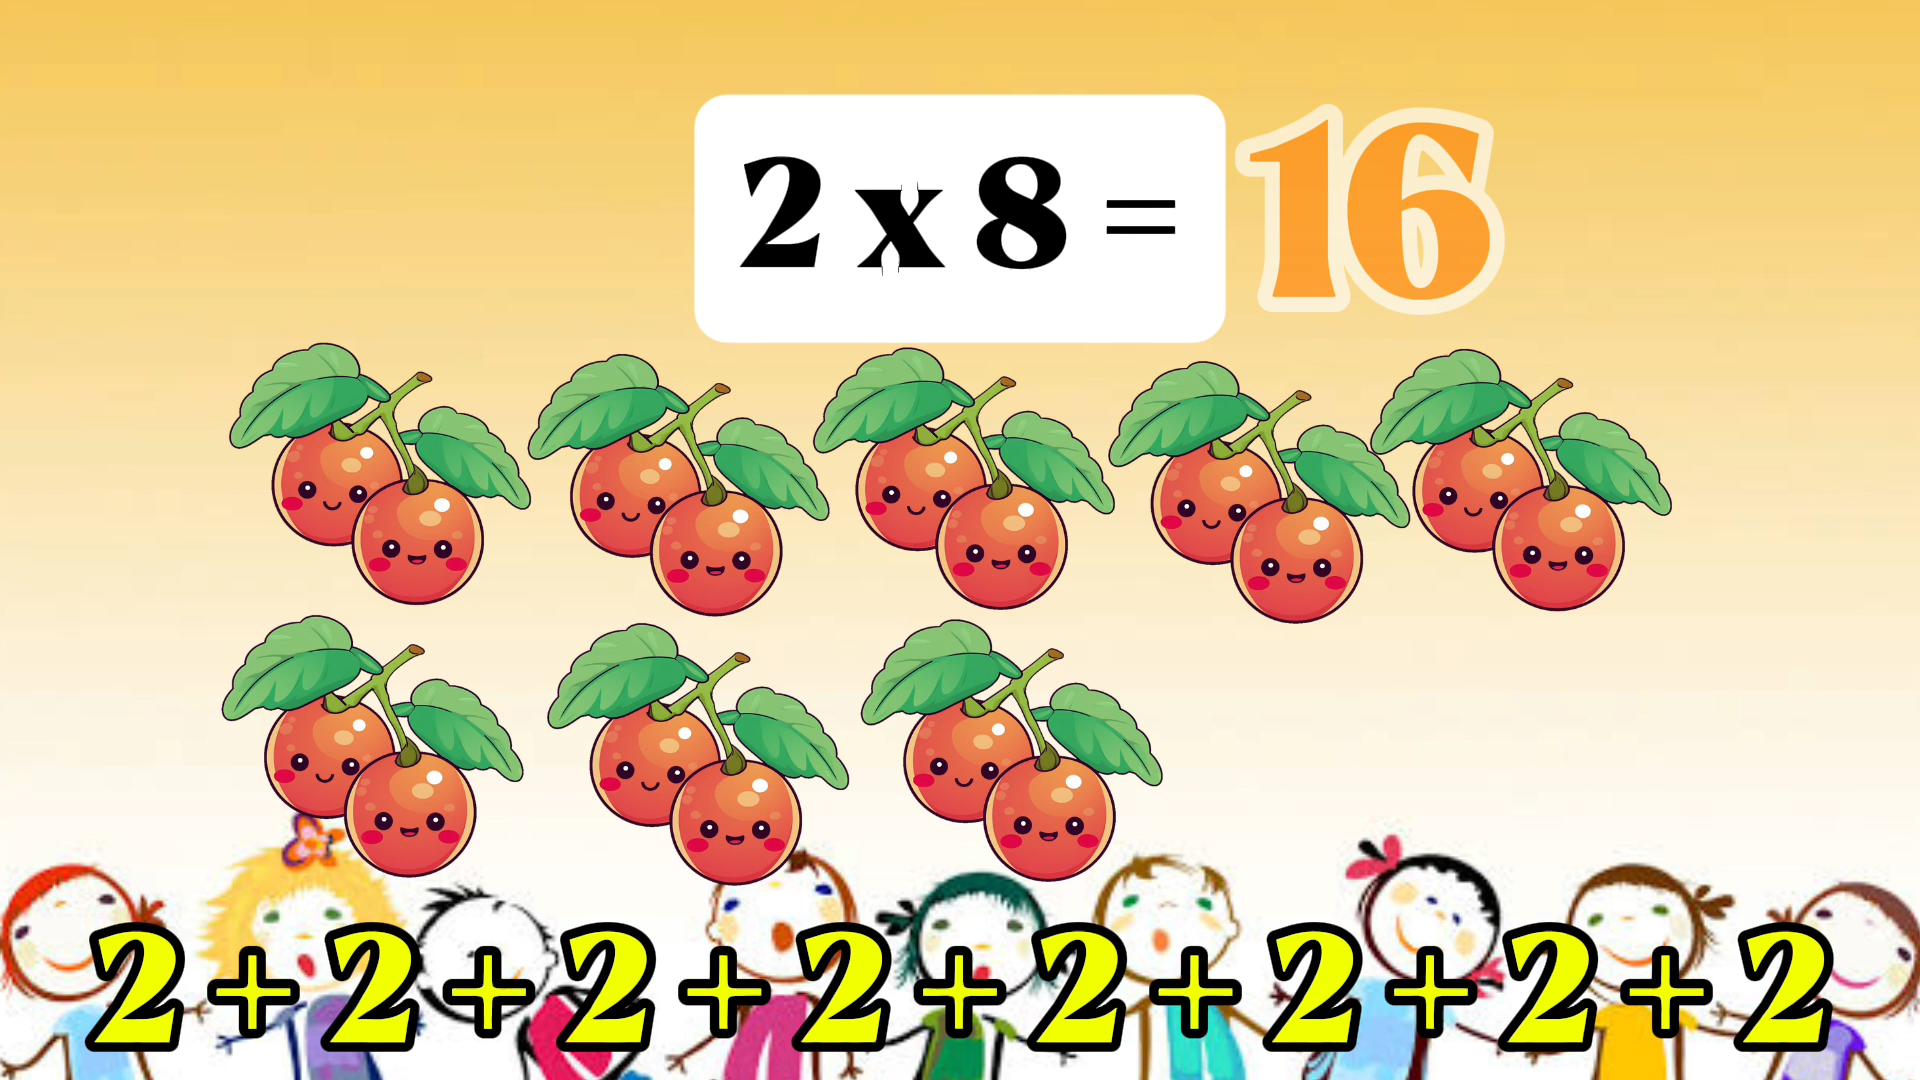 2 x 8 = 16
2 + 2 + 2 + 2 + 2 + 2 + 2 + 2